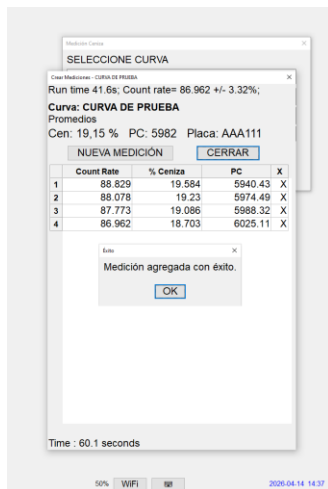 Medición Ceniza
SELECCIONE CURVA
Crear Mediciones - CURVA DE PRUEBA
Run time 41.6s; Count rate= 86.962 +/- 3.32%;
Curva: CURVA DE PRUEBA
Promedios
Cen: 19,15 % PC: 5982 Placa: AAA111
NUEVA MEDICIÓN CERRAR
Count Rate % Ceniza PC X
1 88.829 19.584 5940.43 X
2 88.078 19.23 5974.49 X
3 87.773 19.086 5988.32 X
4 86.962 18.703 6025.11 X
Éxito
Medición agregada con éxito.
OK
Time : 60.1 seconds
50% WiFi 2026-04-14 14:37